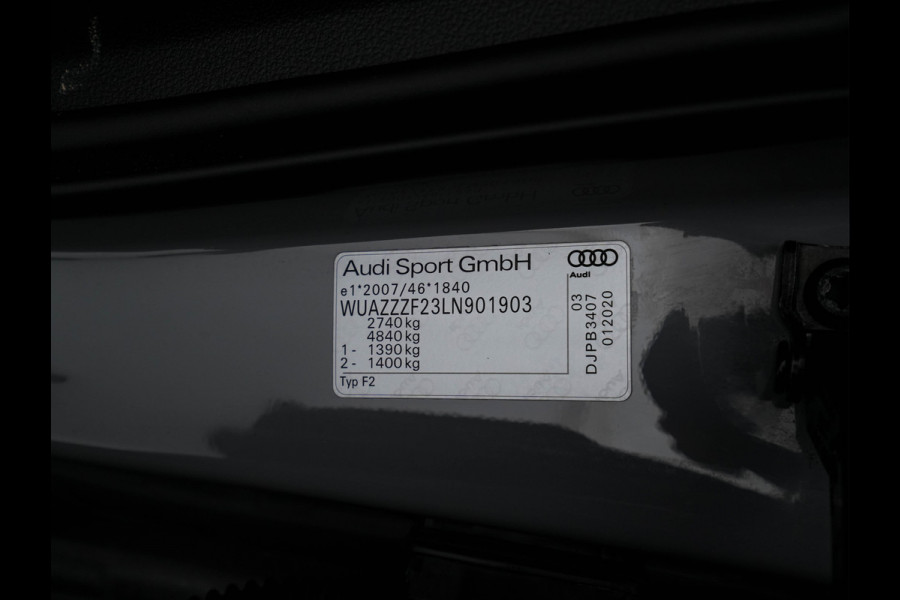 Audi Sport GmbH
Audi
e1*2007/46*1840
WUAZZZF23LN901903
2740 kg
4840 kg
1 - 1390 kg
2 - 1400 kg
Typ F2
03
DJPB3407
012020